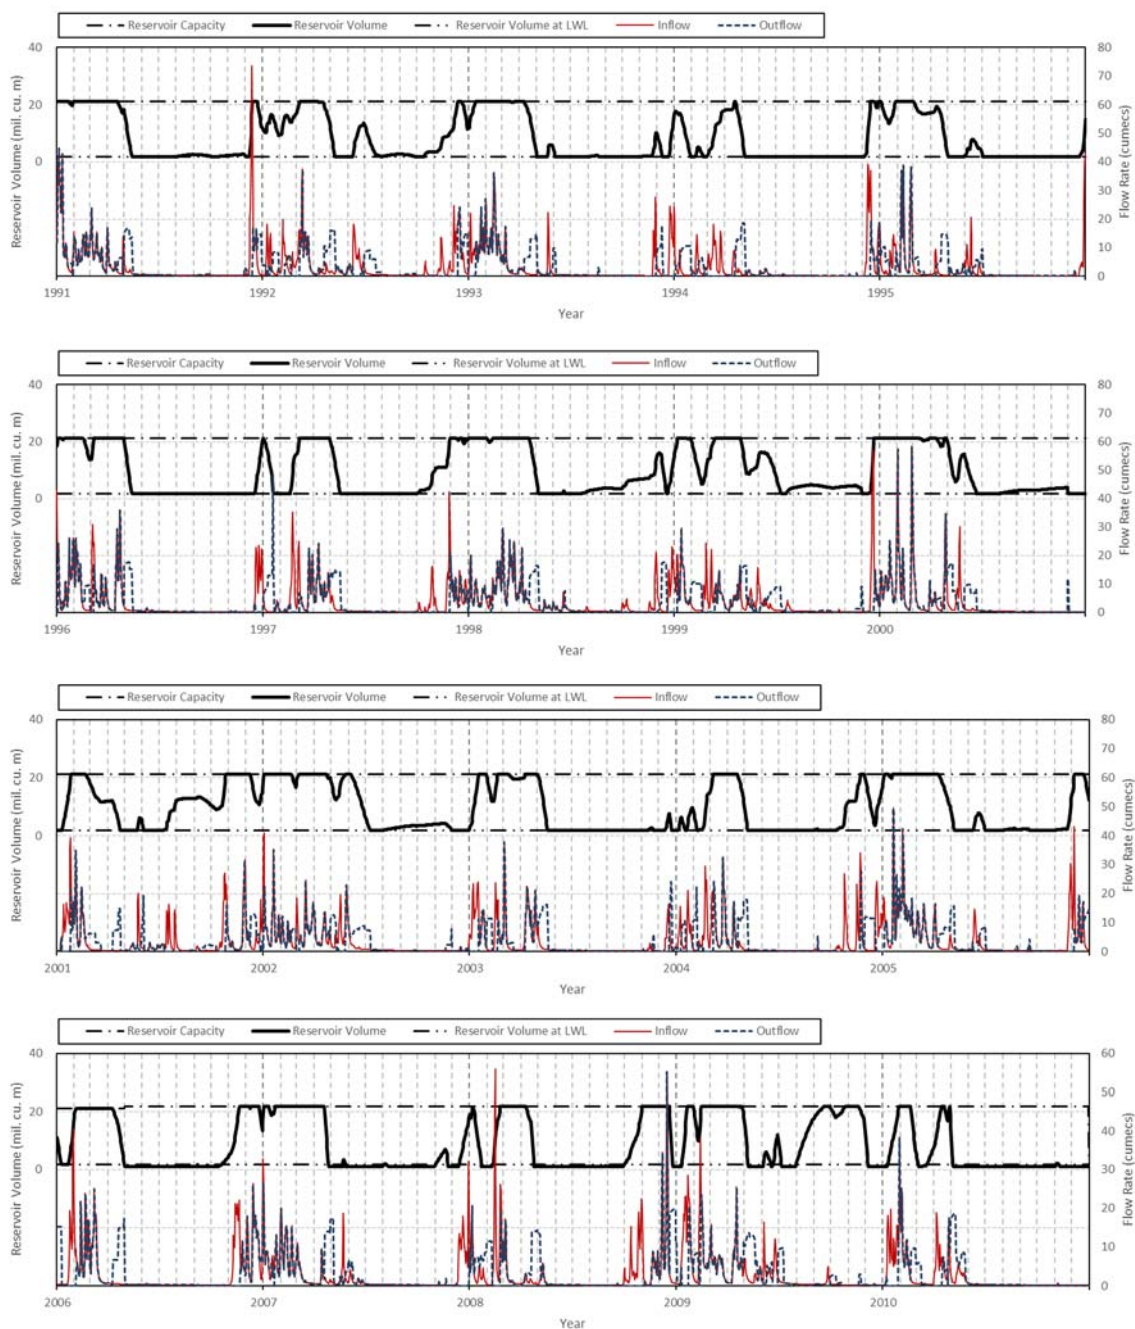 Reservoir Capacity Reservoir Volume Reservoir Volume at LWL Inflow Outflow
40 80
70
20 60
50
0 40
30
20
10
0
Reservoir Volume (mil. cu. m)
Flow Rate (cumecs)
1991 1992 1993 1994 1995
Year
Reservoir Capacity Reservoir Volume Reservoir Volume at LWL Inflow Outflow
40 80
70
20 60
50
0 40
30
20
10
0
Reservoir Volume (mil. cu. m)
Flow Rate (cumecs)
1996 1997 1998 1999 2000
Year
Reservoir Capacity Reservoir Volume Reservoir Volume at LWL Inflow Outflow
40 80
70
20 60
50
0 40
30
20
10
0
Reservoir Volume (mil. cu. m)
Flow Rate (cumecs)
2001 2002 2003 2004 2005
Year
Reservoir Capacity Reservoir Volume Reservoir Volume at LWL Inflow Outflow
40 60
50
20
40
0 30
20
10
0
Reservoir Volume (mil. cu. m)
Flow Rate (cumecs)
2006 2007 2008 2009 2010
Year